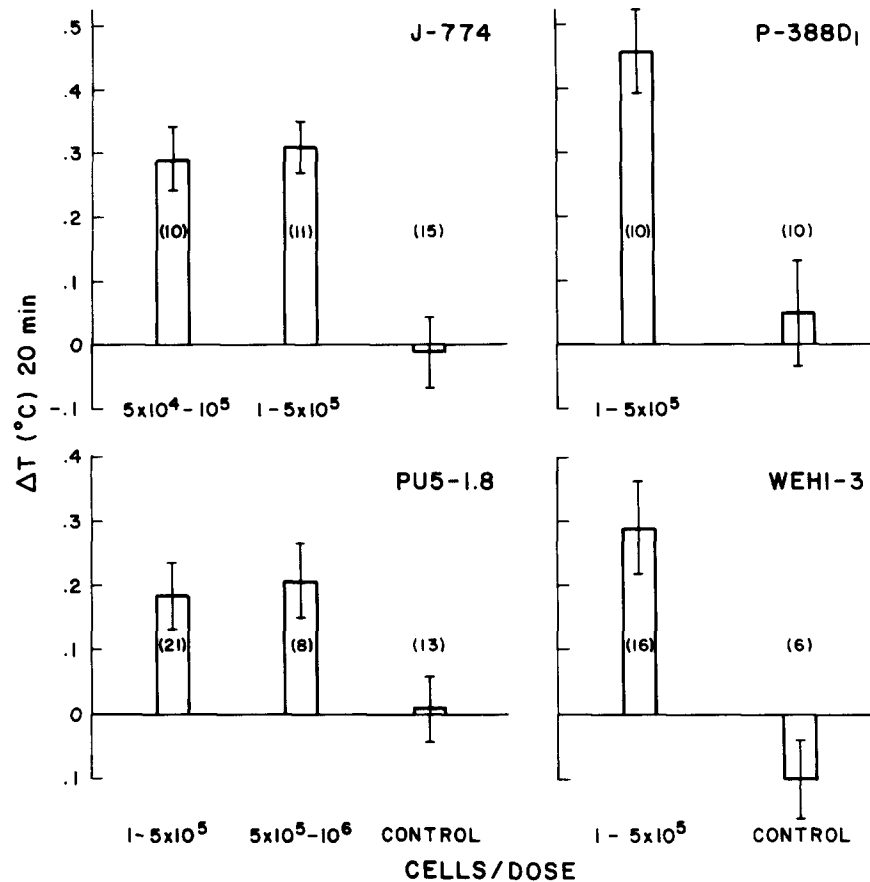 J-774
P-388D₁
.5
.4
.3
.2
.1
0
-.1
(10)
(11)
(15)
(10)
(10)
5x10⁴-10⁵
1-5x10⁵
1-5x10⁵
ΔT (°C) 20 min
PU5-1.8
WEHI-3
.4
.3
.2
.1
0
.1
(21)
(8)
(13)
(16)
(6)
1-5x10⁵
5x10⁵-10⁶
CONTROL
1-5x10⁵
CONTROL
CELLS/DOSE